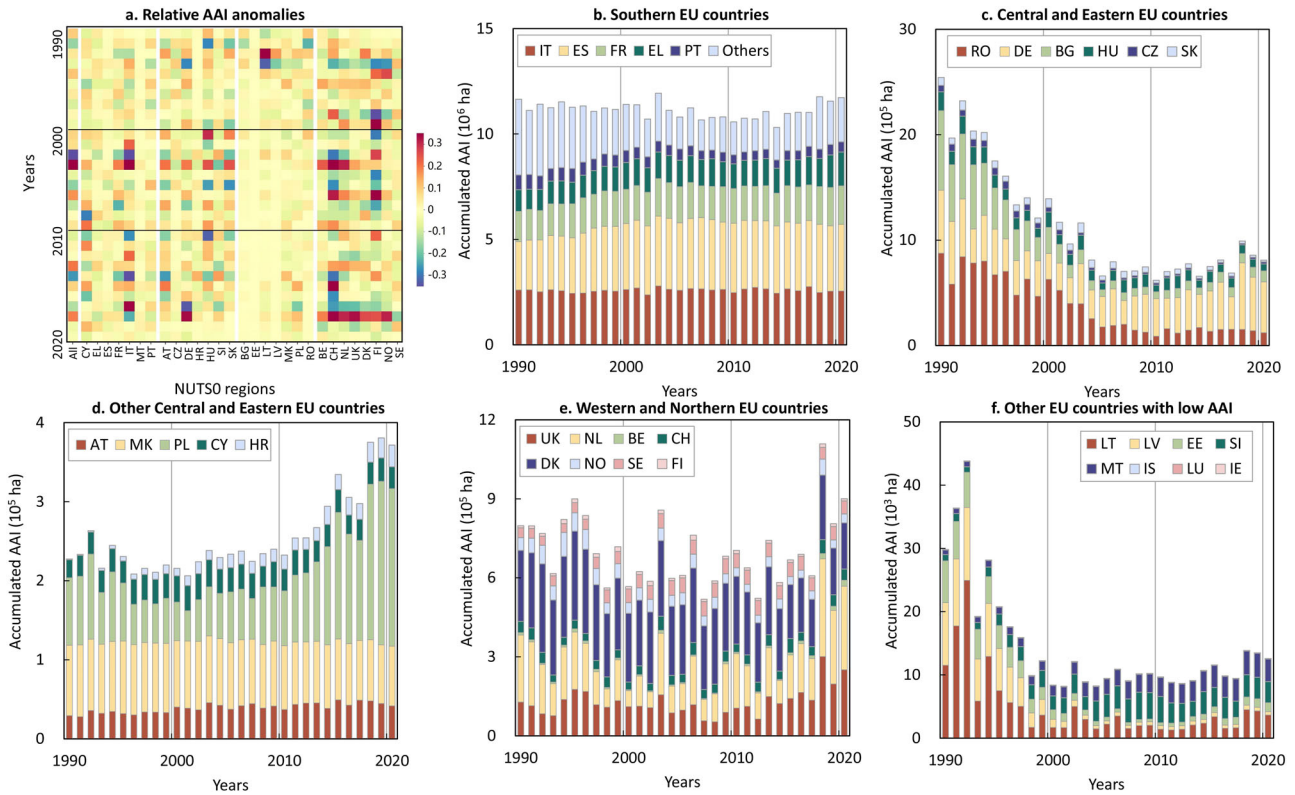 a. Relative AAI anomalies
Years
1990
2000
2010
2020
0.3
0.2
0.1
0
-0.1
-0.2
-0.3
All CY EL ES FR IT MT PT AT CZ DE HR HU SI SK BG EE LT LV MK PL RO BE CH NL UK DK FI NO SE
NUTS0 regions
b. Southern EU countries
Accumulated AAI (10⁶ ha)
15
10
5
0
IT ES FR EL PT Others
1990 2000 2010 2020
Years
c. Central and Eastern EU countries
Accumulated AAI (10⁵ ha)
30
20
10
0
RO DE BG HU CZ SK
1990 2000 2010 2020
Years
d. Other Central and Eastern EU countries
Accumulated AAI (10⁵ ha)
4
3
2
1
0
AT MK PL CY HR
1990 2000 2010 2020
Years
e. Western and Northern EU countries
Accumulated AAI (10⁵ ha)
12
9
6
3
0
UK NL BE CH
DK NO SE FI
1990 2000 2010 2020
Years
f. Other EU countries with low AAI
Accumulated AAI (10³ ha)
50
40
30
20
10
0
LT LV EE SI
MT IS LU IE
1990 2000 2010 2020
Years